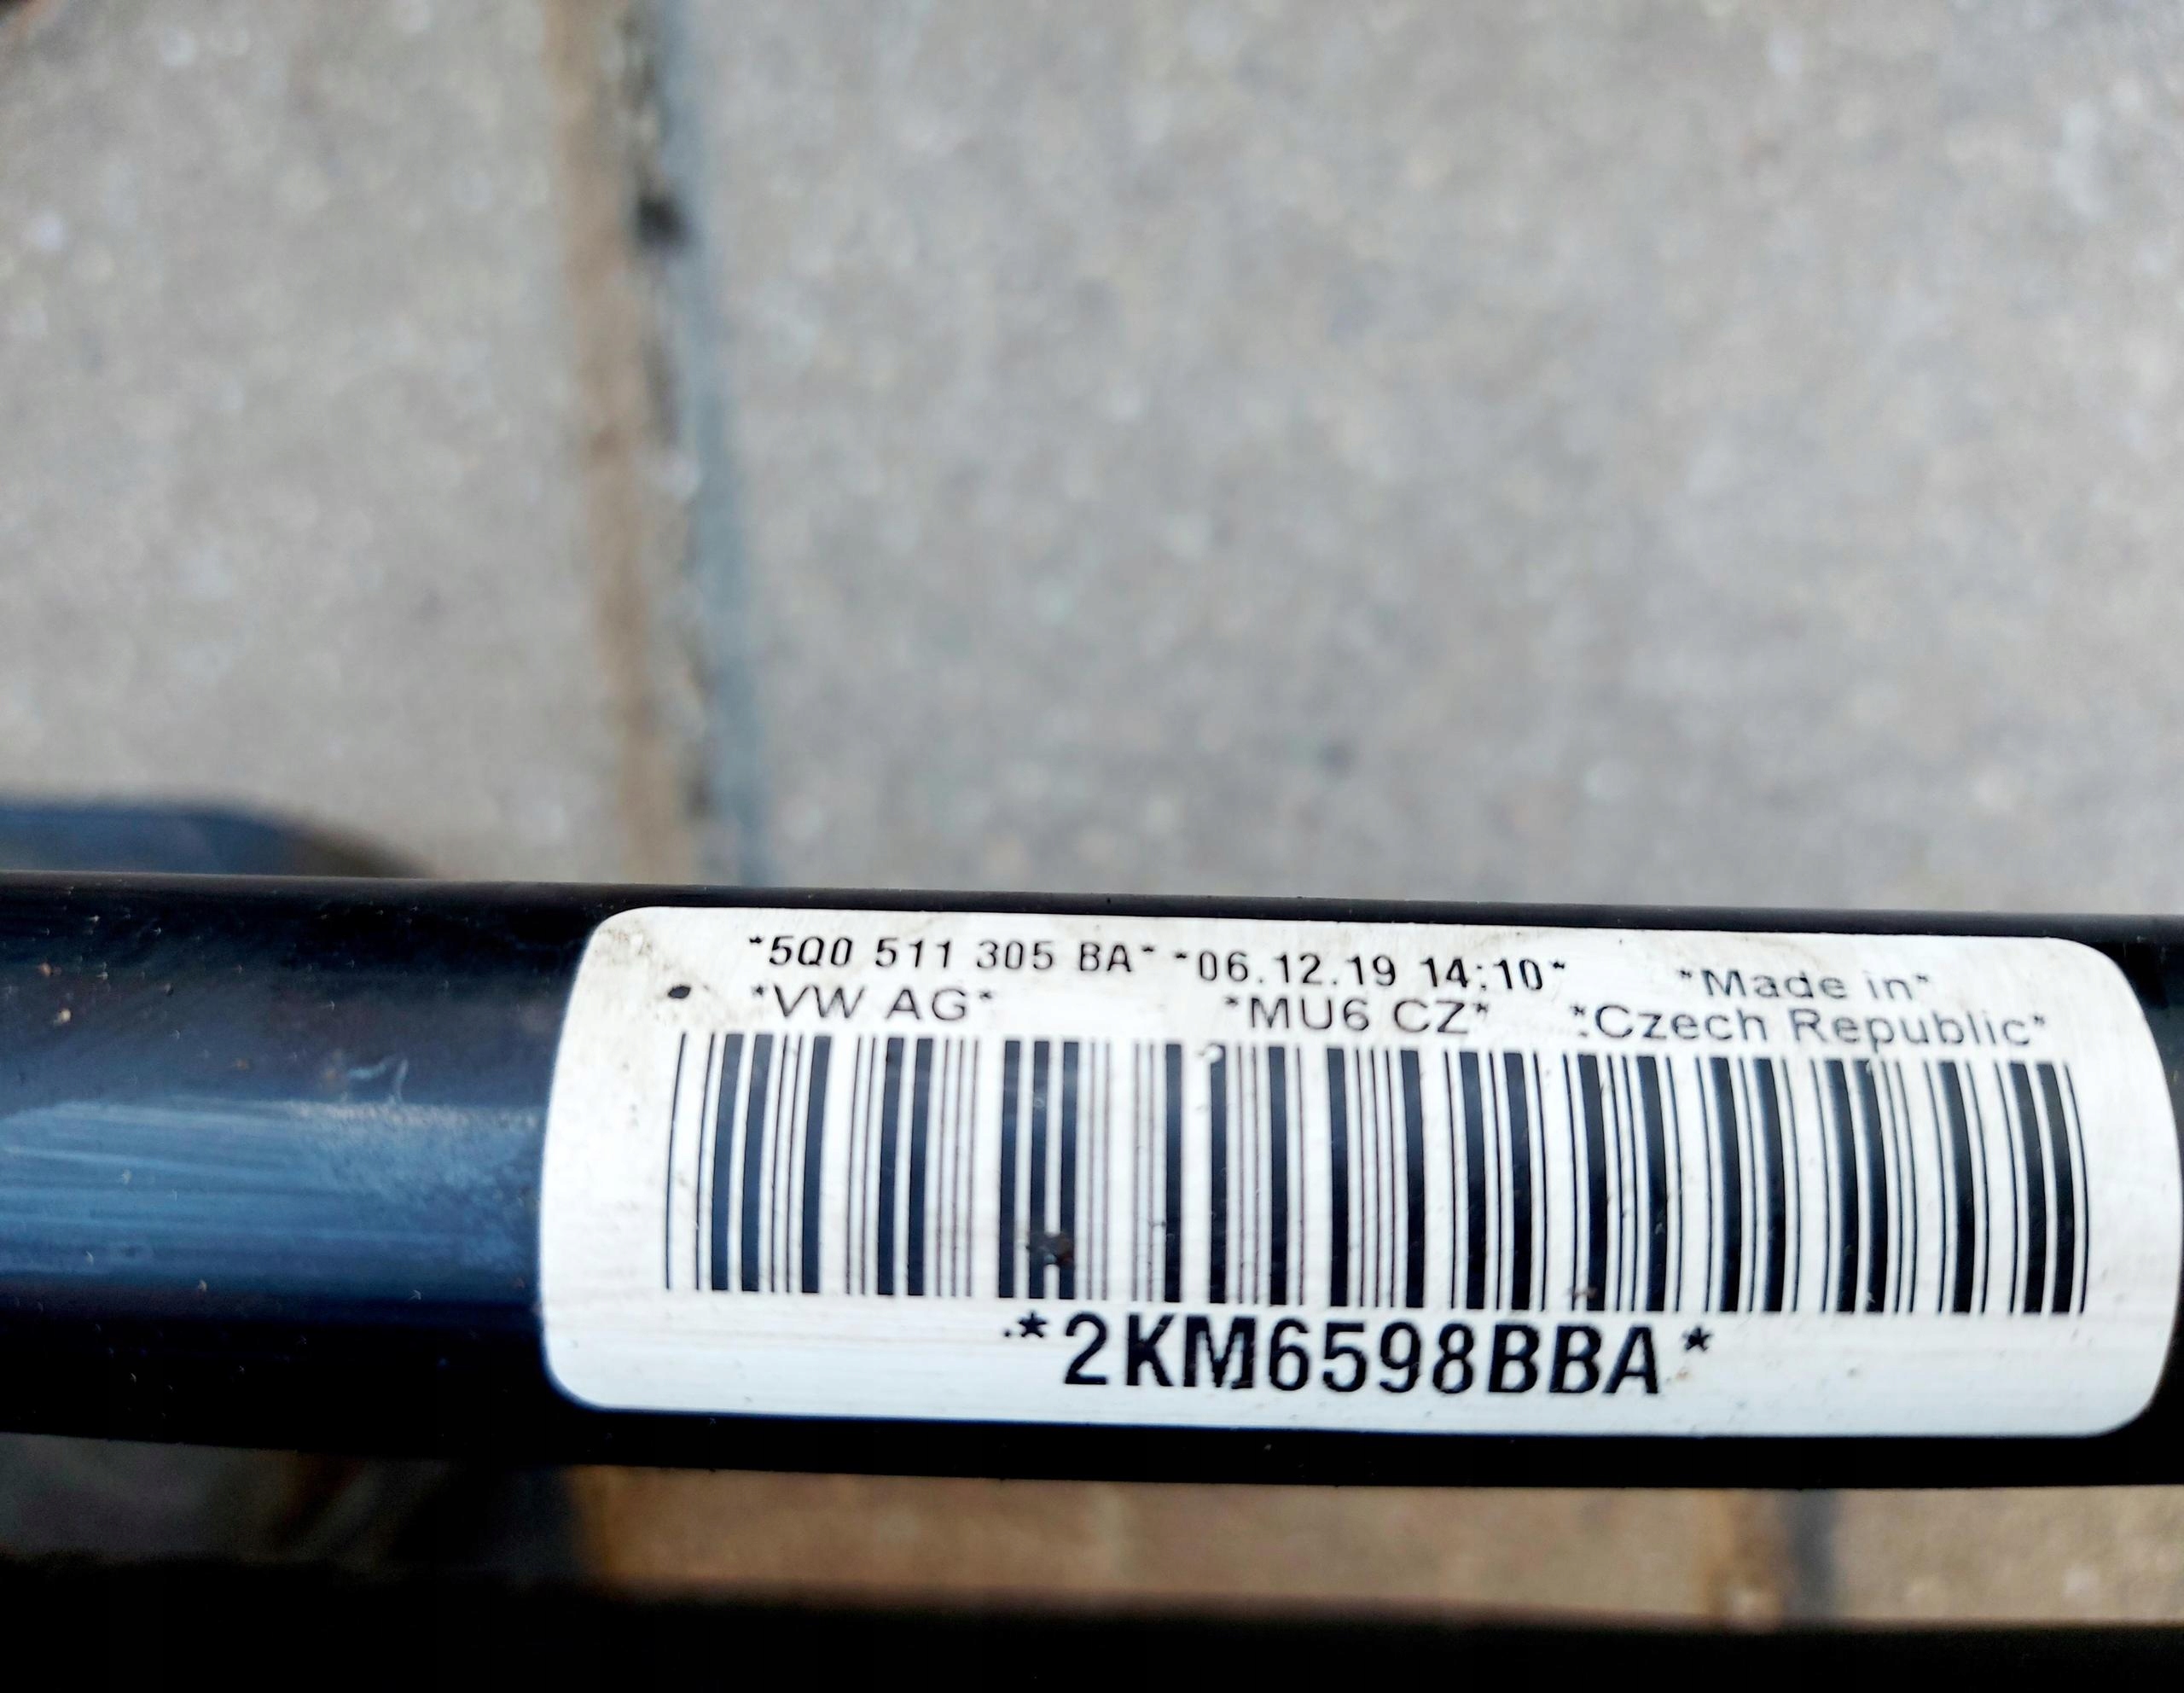 *5Q0 511 305 BA* *06.12.19 14:10* *Made in*
*VW AG* *MU6 CZ* *Czech Republic*
*2KM6598BBA*